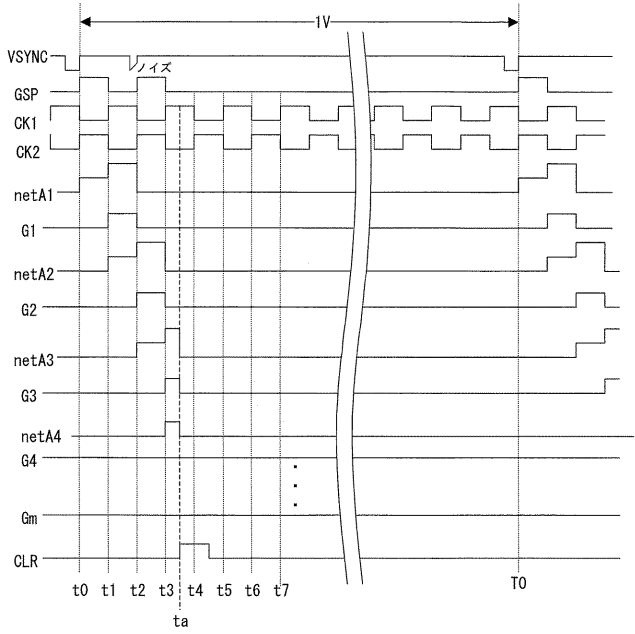 1V
VSYNC
ノイズ
GSP
CK1
CK2
netA1
G1
netA2
G2
netA3
G3
netA4
G4
Gm
CLR
t0 t1 t2 t3 t4 t5 t6 t7 T0
ta